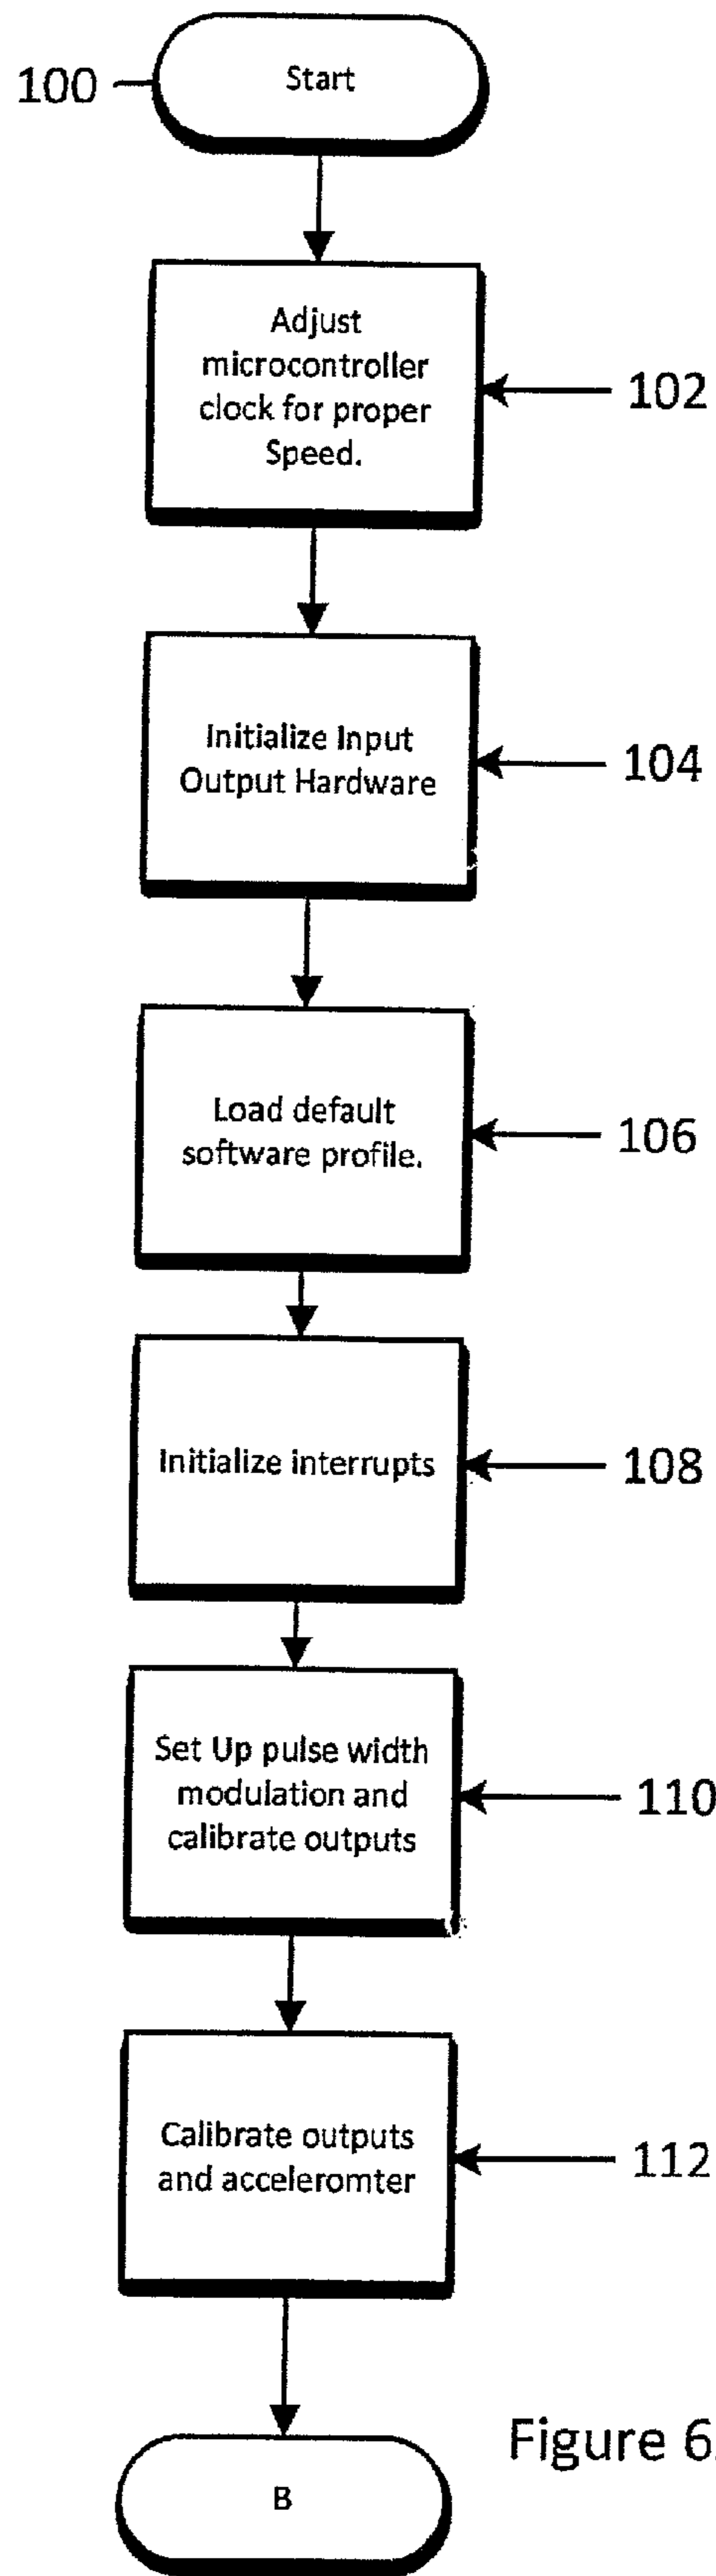 100
Start
Adjust
microcontroller
clock for proper
Speed.
102
Initialize Input
Output Hardware
104
Load default
software profile.
106
Initialize interrupts
108
Set Up pulse width
modulation and
calibrate outputs
110
Calibrate outputs
and acceleromter
112
B
Figure 6